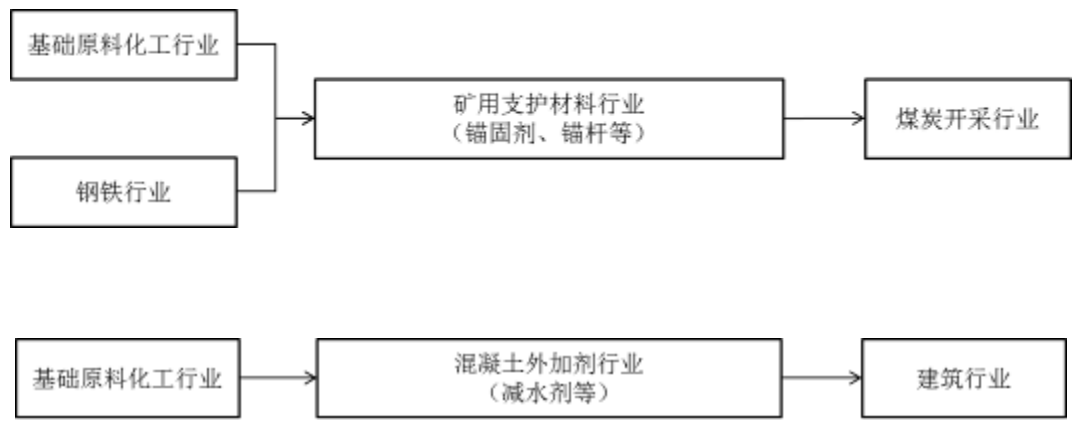 基础原料化工行业
钢铁行业
矿用支护材料行业
（锚固剂、锚杆等）
煤炭开采行业
基础原料化工行业
混凝土外加剂行业
（减水剂等）
建筑行业